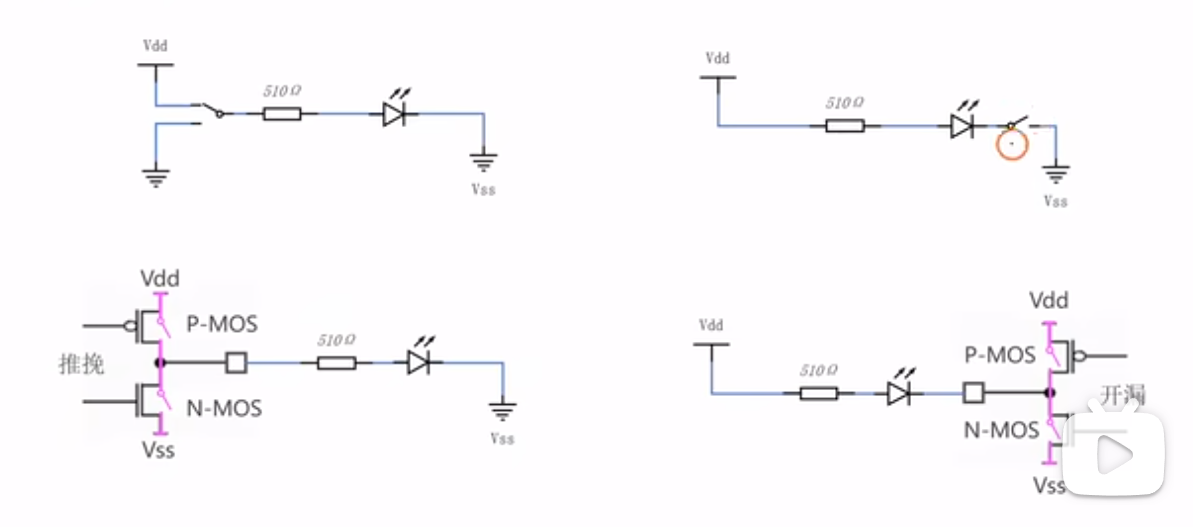 Vdd
510Ω
Vss
Vdd
510Ω
Vss
Vdd
P-MOS
推挽
N-MOS
Vss
510Ω
Vss
Vdd
510Ω
Vdd
P-MOS
开漏
N-MOS
Vss